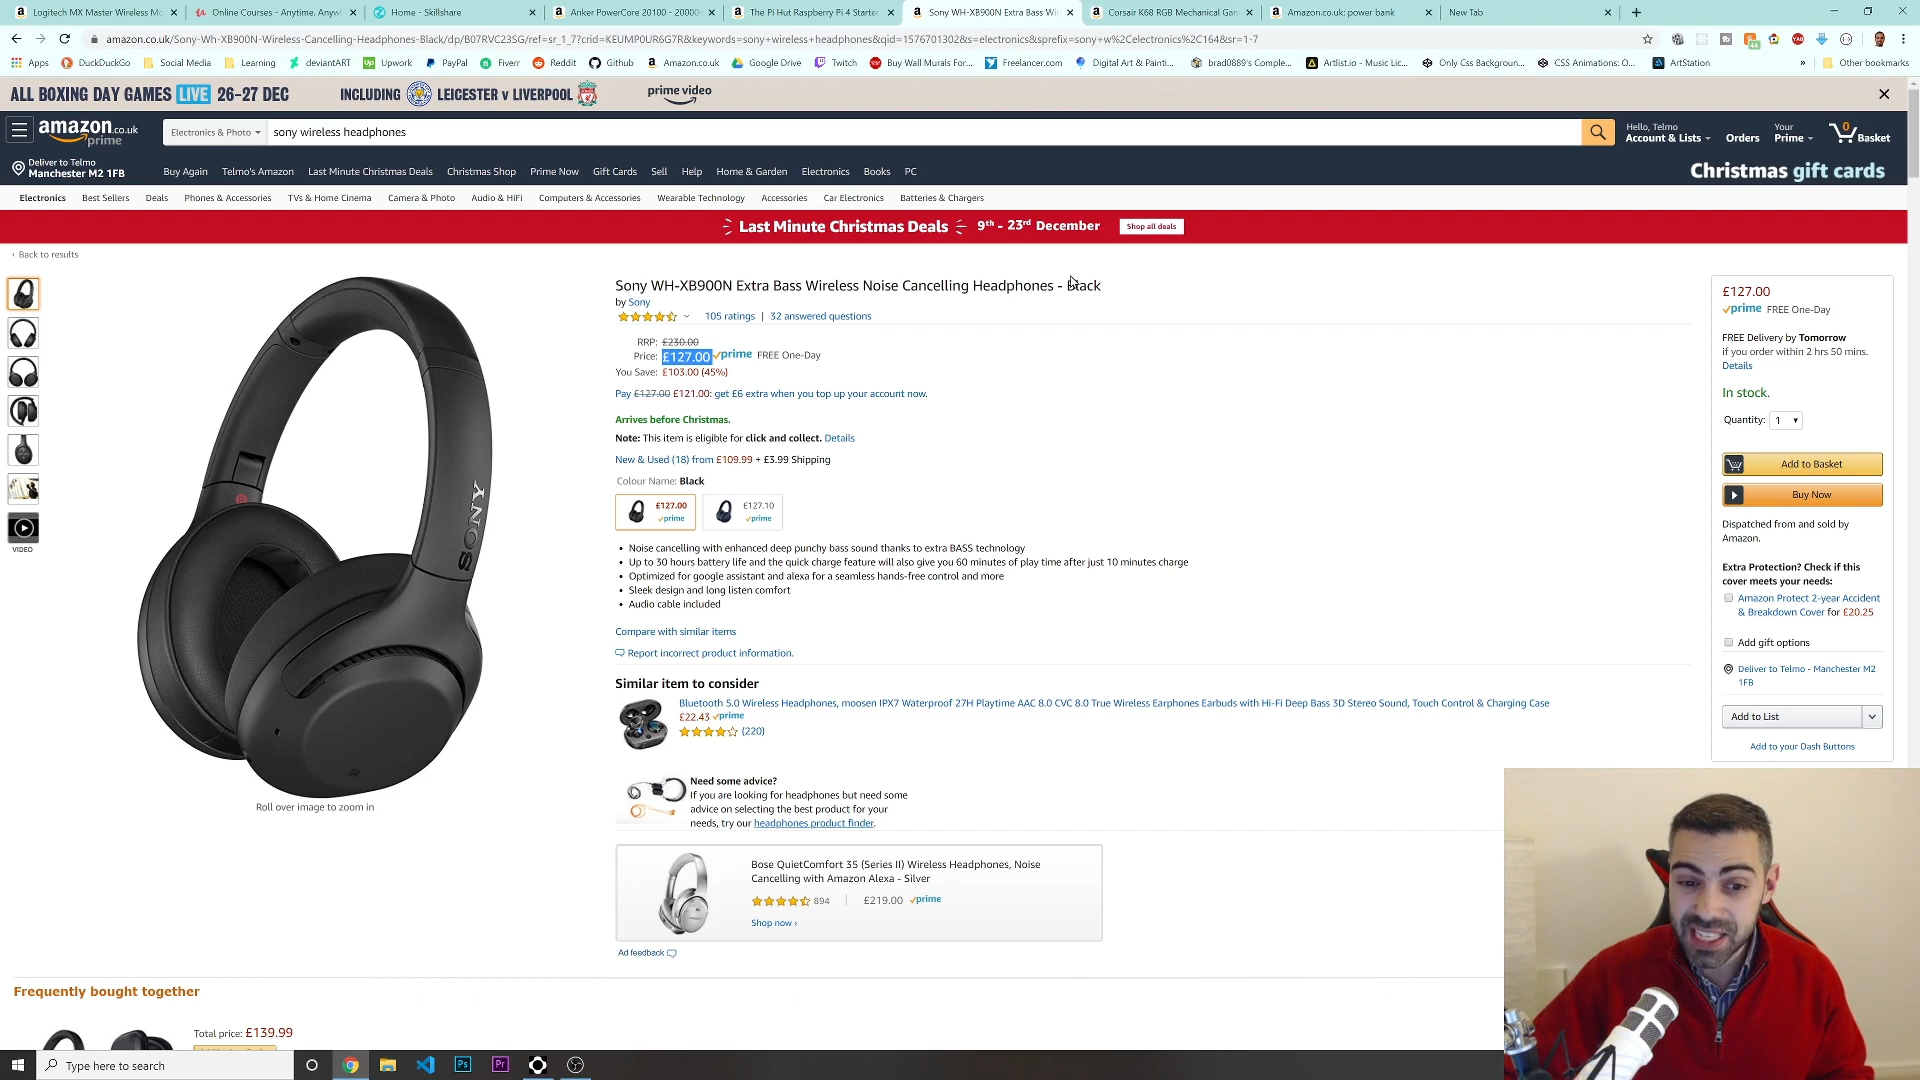 Logitech MX Master Wireless Mo
Online Courses - Anytime, Anywh
Home - Skillshare
Anker PowerCore 20100 - 20000
The Pi Hut Raspberry Pi 4 Starter
Sony WH-XB900N Extra Bass Wir
Corsair K68 RGB Mechanical Gam
Amazon.co.uk: power bank
New Tab
amazon.co.uk/Sony-Wh-XB900N-Wireless-Cancelling-Headphones-Black/dp/B07RVC23SG/ref=sr_1_7?crid=KEUMP0UR6G7R&keywords=sony+wireless+headphones&qid=1576701302&s=electronics&sprefix=sony+w%2Celectronics%2C164&sr=1-7
Apps
DuckDuckGo
Social Media
Learning
deviantART
Upwork
PayPal
Fiverr
Reddit
Github
Amazon.co.uk
Google Drive
Twitch
Buy Wall Murals For...
Freelancer.com
Digital Art & Painti...
brad0889's Comple...
Artlist.io - Music Lic...
Only Css Backgroun...
CSS Animations: O...
ArtStation
Other bookmarks
ALL BOXING DAY GAMES LIVE 26-27 DEC
INCLUDING LEICESTER v LIVERPOOL
prime video
amazon.co.uk
prime
Electronics & Photo
sony wireless headphones
Hello, Telmo
Account & Lists
Orders
Your
Prime
0
Basket
Deliver to Telmo
Manchester M2 1FB
Buy Again
Telmo's Amazon
Last Minute Christmas Deals
Christmas Shop
Prime Now
Gift Cards
Sell
Help
Home & Garden
Electronics
Books
PC
Christmas gift cards
Electronics
Best Sellers
Deals
Phones & Accessories
TVs & Home Cinema
Camera & Photo
Audio & HiFi
Computers & Accessories
Wearable Technology
Accessories
Car Electronics
Batteries & Chargers
Last Minute Christmas Deals
9th - 23rd December
Shop all deals
‹ Back to results
VIDEO
SONY
Roll over image to zoom in
Sony WH-XB900N Extra Bass Wireless Noise Cancelling Headphones - Black
by Sony
105 ratings | 32 answered questions
RRP: £230.00
Price: £127.00 prime FREE One-Day
You Save: £103.00 (45%)
Pay £127.00 £121.00: get £6 extra when you top up your account now.
Arrives before Christmas.
Note: This item is eligible for click and collect. Details
New & Used (18) from £109.99 + £3.99 Shipping
Colour Name: Black
£127.00
prime
£127.10
prime
• Noise cancelling with enhanced deep punchy bass sound thanks to extra BASS technology
• Up to 30 hours battery life and the quick charge feature will also give you 60 minutes of play time after just 10 minutes charge
• Optimized for google assistant and alexa for a seamless hands-free control and more
• Sleek design and long listen comfort
• Audio cable included
Compare with similar items
Report incorrect product information.
Similar item to consider
Bluetooth 5.0 Wireless Headphones, moosen IPX7 Waterproof 27H Playtime AAC 8.0 CVC 8.0 True Wireless Earphones Earbuds with Hi-Fi Deep Bass 3D Stereo Sound, Touch Control & Charging Case
£22.43 prime
(220)
Need some advice?
If you are looking for headphones but need some
advice on selecting the best product for your
needs, try our headphones product finder.
Bose QuietComfort 35 (Series II) Wireless Headphones, Noise
Cancelling with Amazon Alexa - Silver
894 | £219.00 prime
Shop now ›
Ad feedback
£127.00
prime FREE One-Day
FREE Delivery by Tomorrow
if you order within 2 hrs 50 mins.
Details
In stock.
Quantity: 1
Add to Basket
Buy Now
Dispatched from and sold by
Amazon.
Extra Protection? Check if this
cover meets your needs:
Amazon Protect 2-year Accident
& Breakdown Cover for £20.25
Add gift options
Deliver to Telmo - Manchester M2
1FB
Add to List
Add to your Dash Buttons
Frequently bought together
Total price: £139.99
Type here to search
Ps
Pr